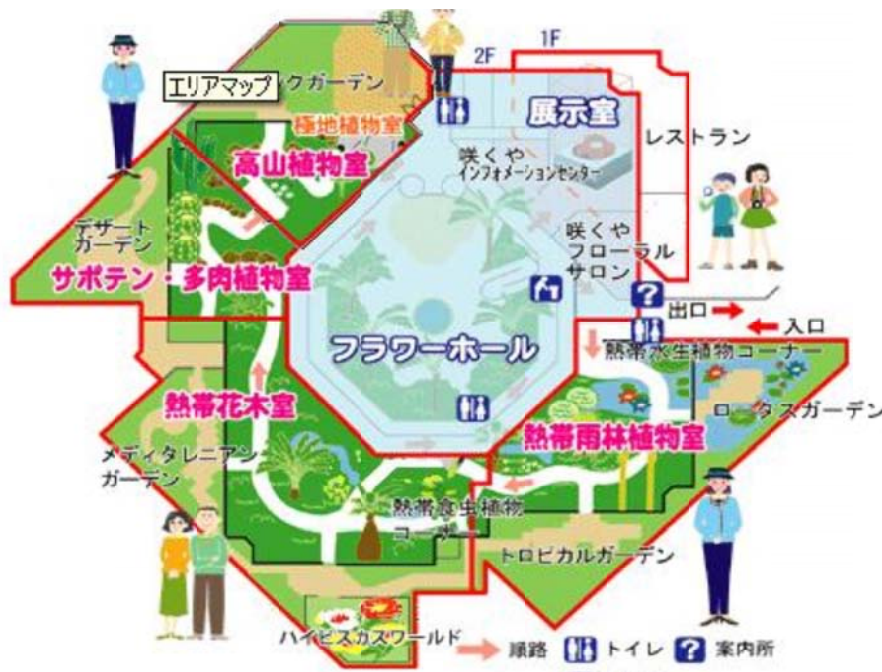 2F
1F
エリアマップ
クガーデン
展示室
極地植物室
レストラン
高山植物室
咲くや
インフォメーションセンター
デザート
ガーデン
咲くや
フローラル
サロン
サボテン・多肉植物室
?
出口
入口
フラワーホール
熱帯水生植物コーナー
熱帯花木室
ロータスガーデン
熱帯雨林植物室
メディタレニアン
ガーデン
熱帯食虫植物
コーナー
トロピカルガーデン
ハイビスカスワールド
順路
トイレ
?
案内所